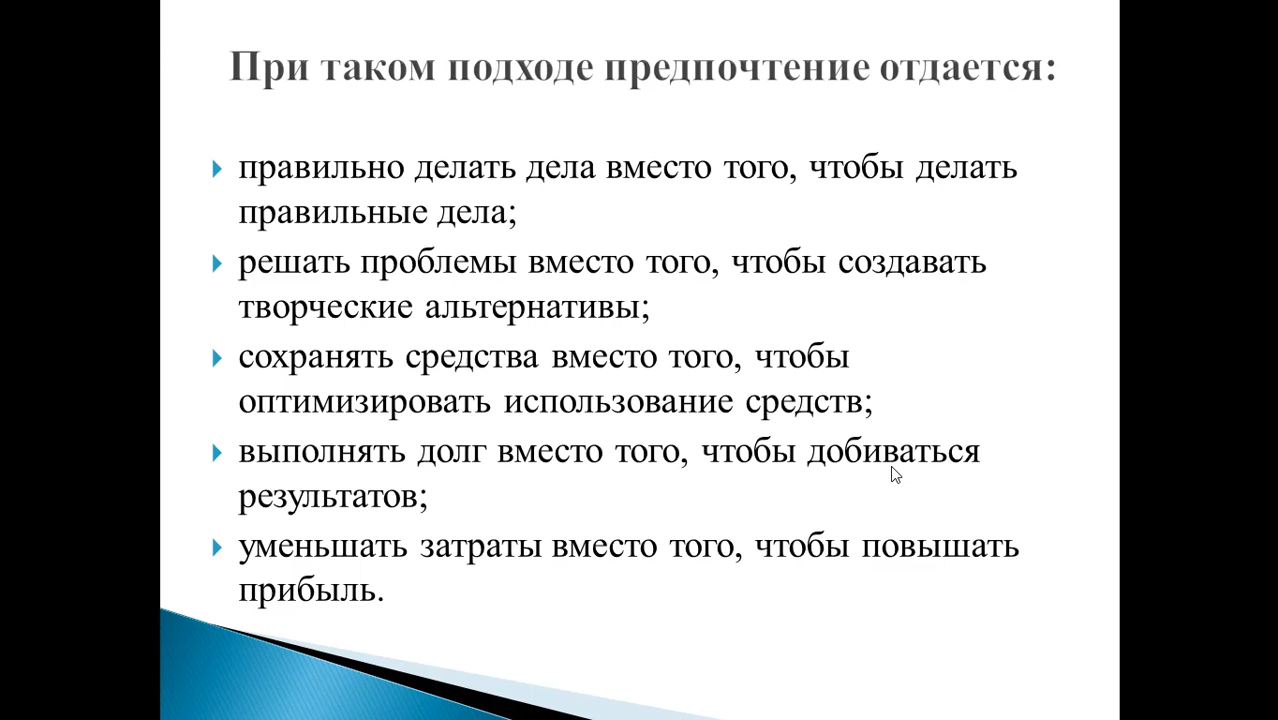 При таком подходе предпочтение отдается:
правильно делать дела вместо того, чтобы делать
правильные дела;
решать проблемы вместо того, чтобы создавать
творческие альтернативы;
сохранять средства вместо того, чтобы
оптимизировать использование средств;
выполнять долг вместо того, чтобы добиваться
результатов;
уменьшать затраты вместо того, чтобы повышать
прибыль.